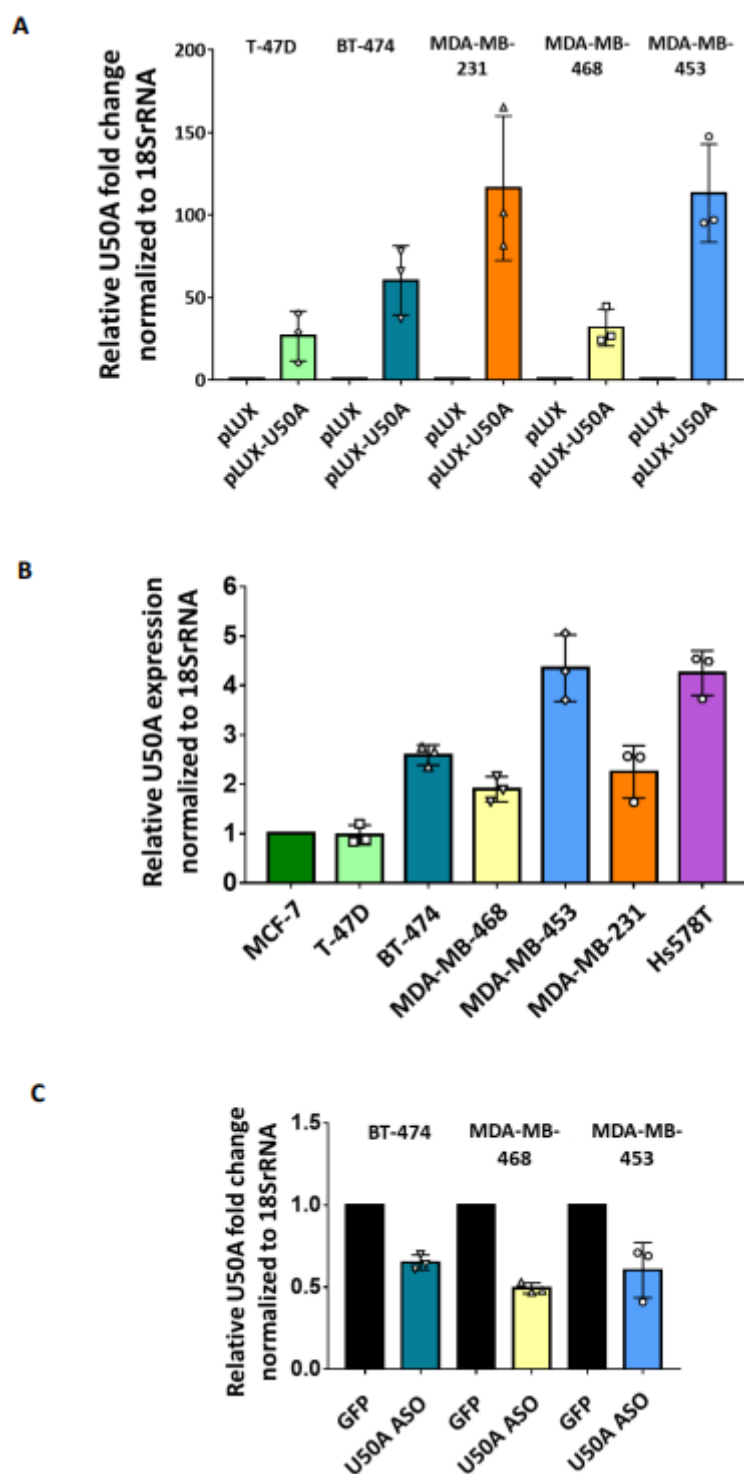 A
T-47D BT-474 MDA-MB- MDA-MB- MDA-MB-
231 468 453
Relative U50A fold change
normalized to 18SrRNA
200
150
100
50
0
pLUX
pLUX-U50A
pLUX
pLUX-U50A
pLUX
pLUX-U50A
pLUX
pLUX-U50A
pLUX
pLUX-U50A
B
Relative U50A expression
normalized to 18SrRNA
6
5
4
3
2
1
0
MCF-7
T-47D
BT-474
MDA-MB-468
MDA-MB-453
MDA-MB-231
Hs578T
C
Relative U50A fold change
normalized to 18SrRNA
1.5
1.0
0.5
0.0
BT-474 MDA-MB- MDA-MB-
468 453
GFP
U50A ASO
GFP
U50A ASO
GFP
U50A ASO